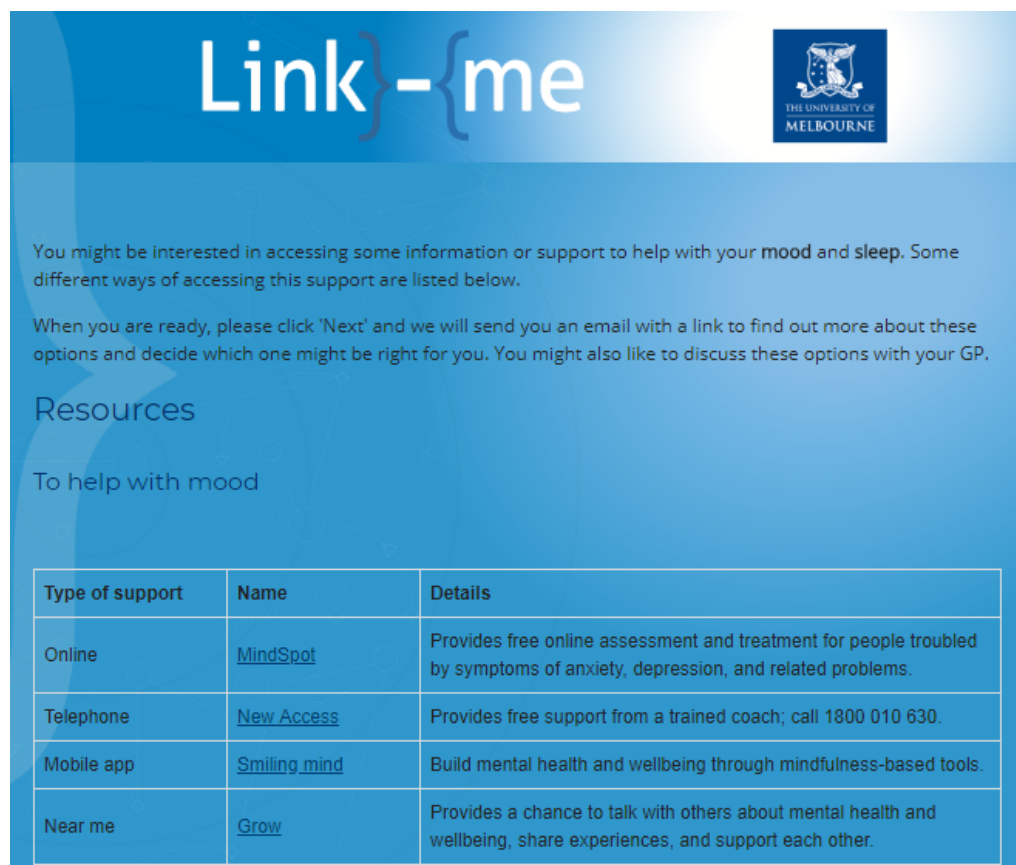 Link}-{me
THE UNIVERSITY OF
MELBOURNE
You might be interested in accessing some information or support to help with your mood and sleep. Some
different ways of accessing this support are listed below.
When you are ready, please click 'Next' and we will send you an email with a link to find out more about these
options and decide which one might be right for you. You might also like to discuss these options with your GP.
Resources
To help with mood
Type of support Name Details
Online MindSpot Provides free online assessment and treatment for people troubled
by symptoms of anxiety, depression, and related problems.
Telephone New Access Provides free support from a trained coach; call 1800 010 630.
Mobile app Smiling mind Build mental health and wellbeing through mindfulness-based tools.
Near me Grow Provides a chance to talk with others about mental health and
wellbeing, share experiences, and support each other.